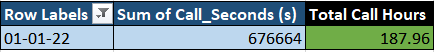 Row Labels Sum of Call_Seconds (s) Total Call Hours
01-01-22 676664 187.96